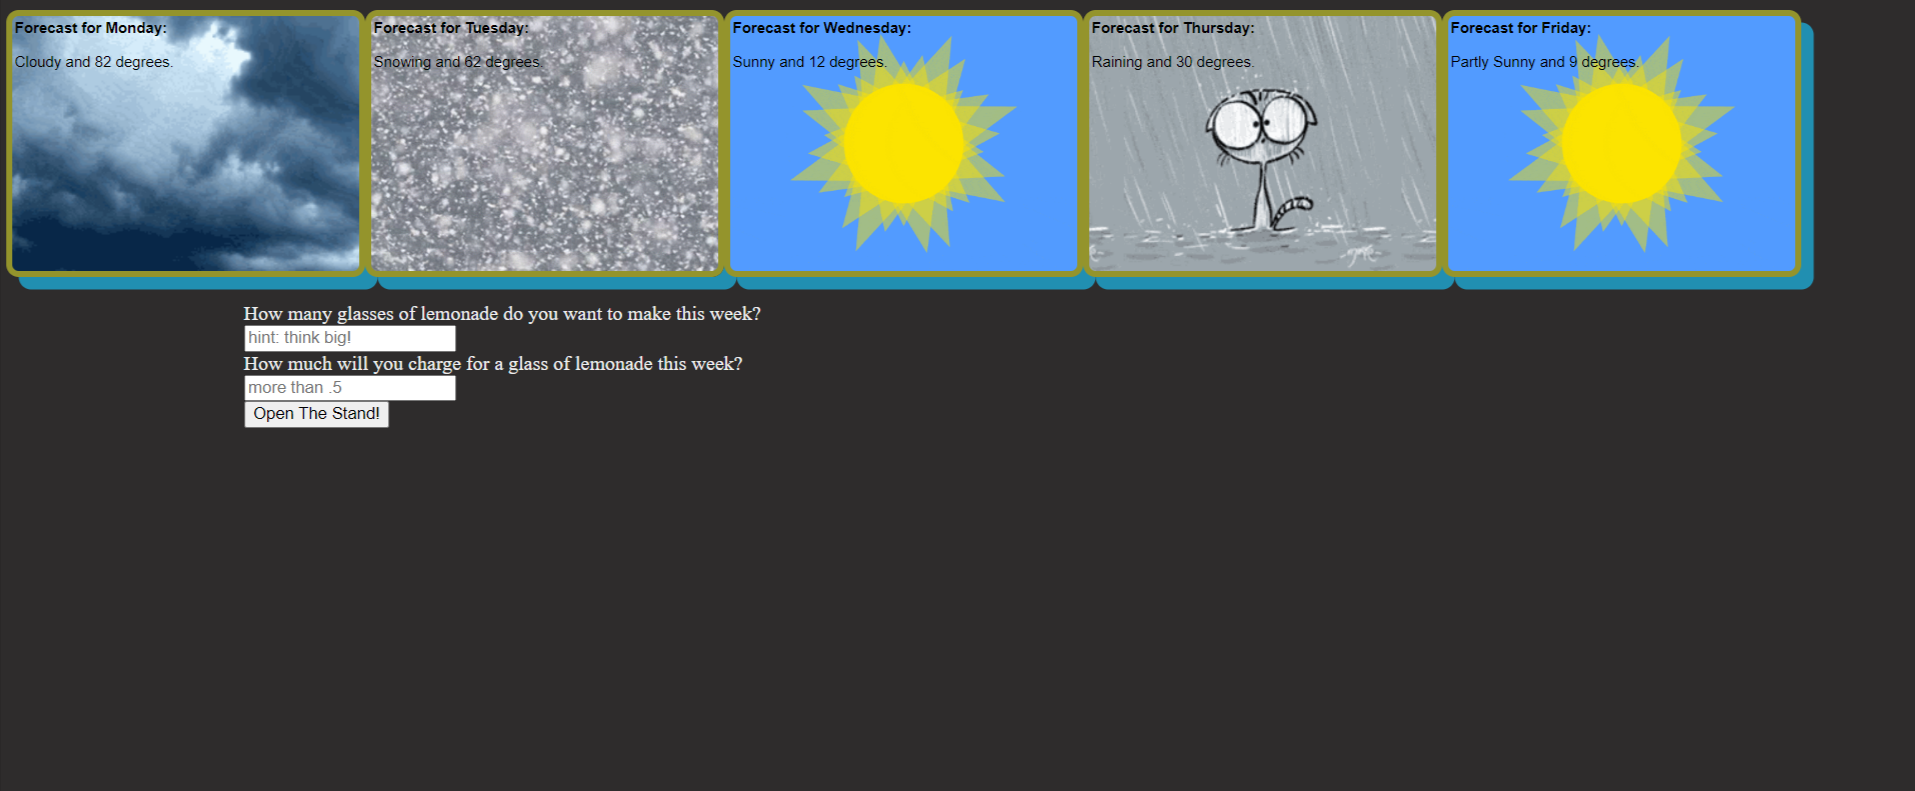 Forecast for Monday:
Cloudy and 82 degrees.
Forecast for Tuesday:
Snowing and 62 degrees.
Forecast for Wednesday:
Sunny and 12 degrees.
Forecast for Thursday:
Raining and 30 degrees.
Forecast for Friday:
Partly Sunny and 9 degrees.
How many glasses of lemonade do you want to make this week?
hint: think big!
How much will you charge for a glass of lemonade this week?
more than .5
Open The Stand!